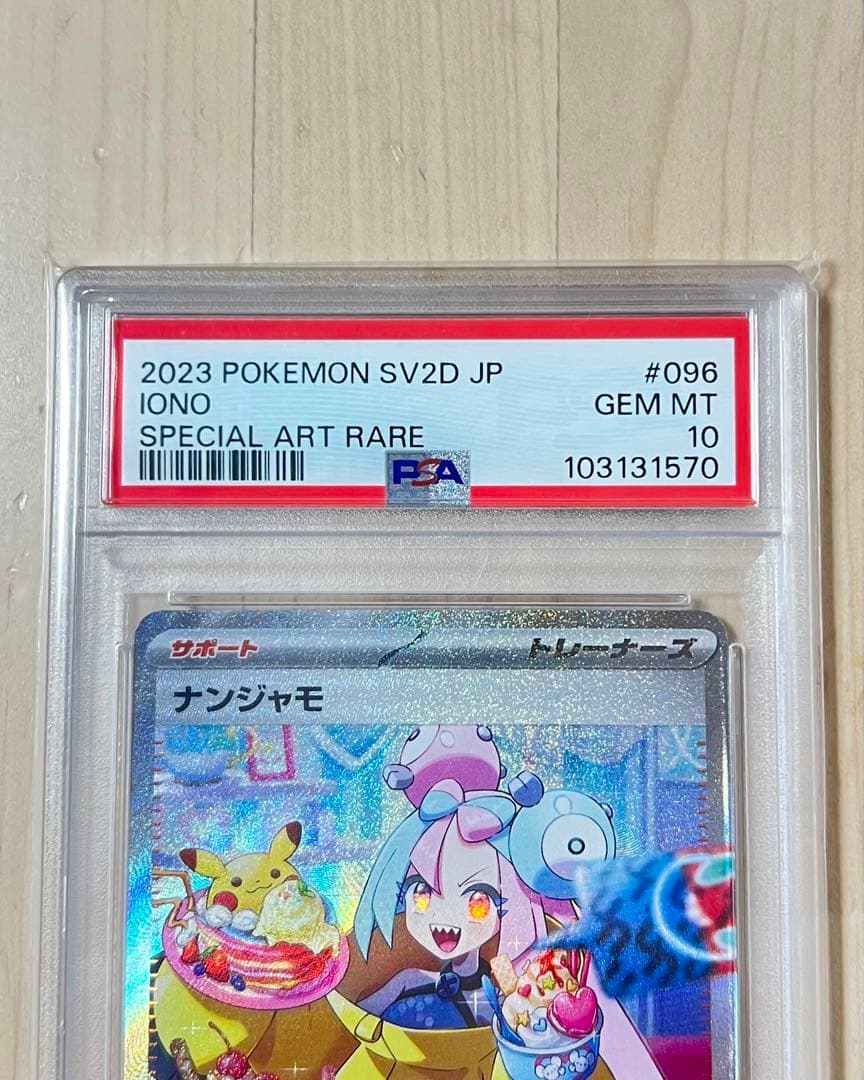 2023 POKEMON SV2D JP #096
IONO GEM MT
SPECIAL ART RARE 10
PSA 103131570
サポート トレーナーズ
ナンジャモ